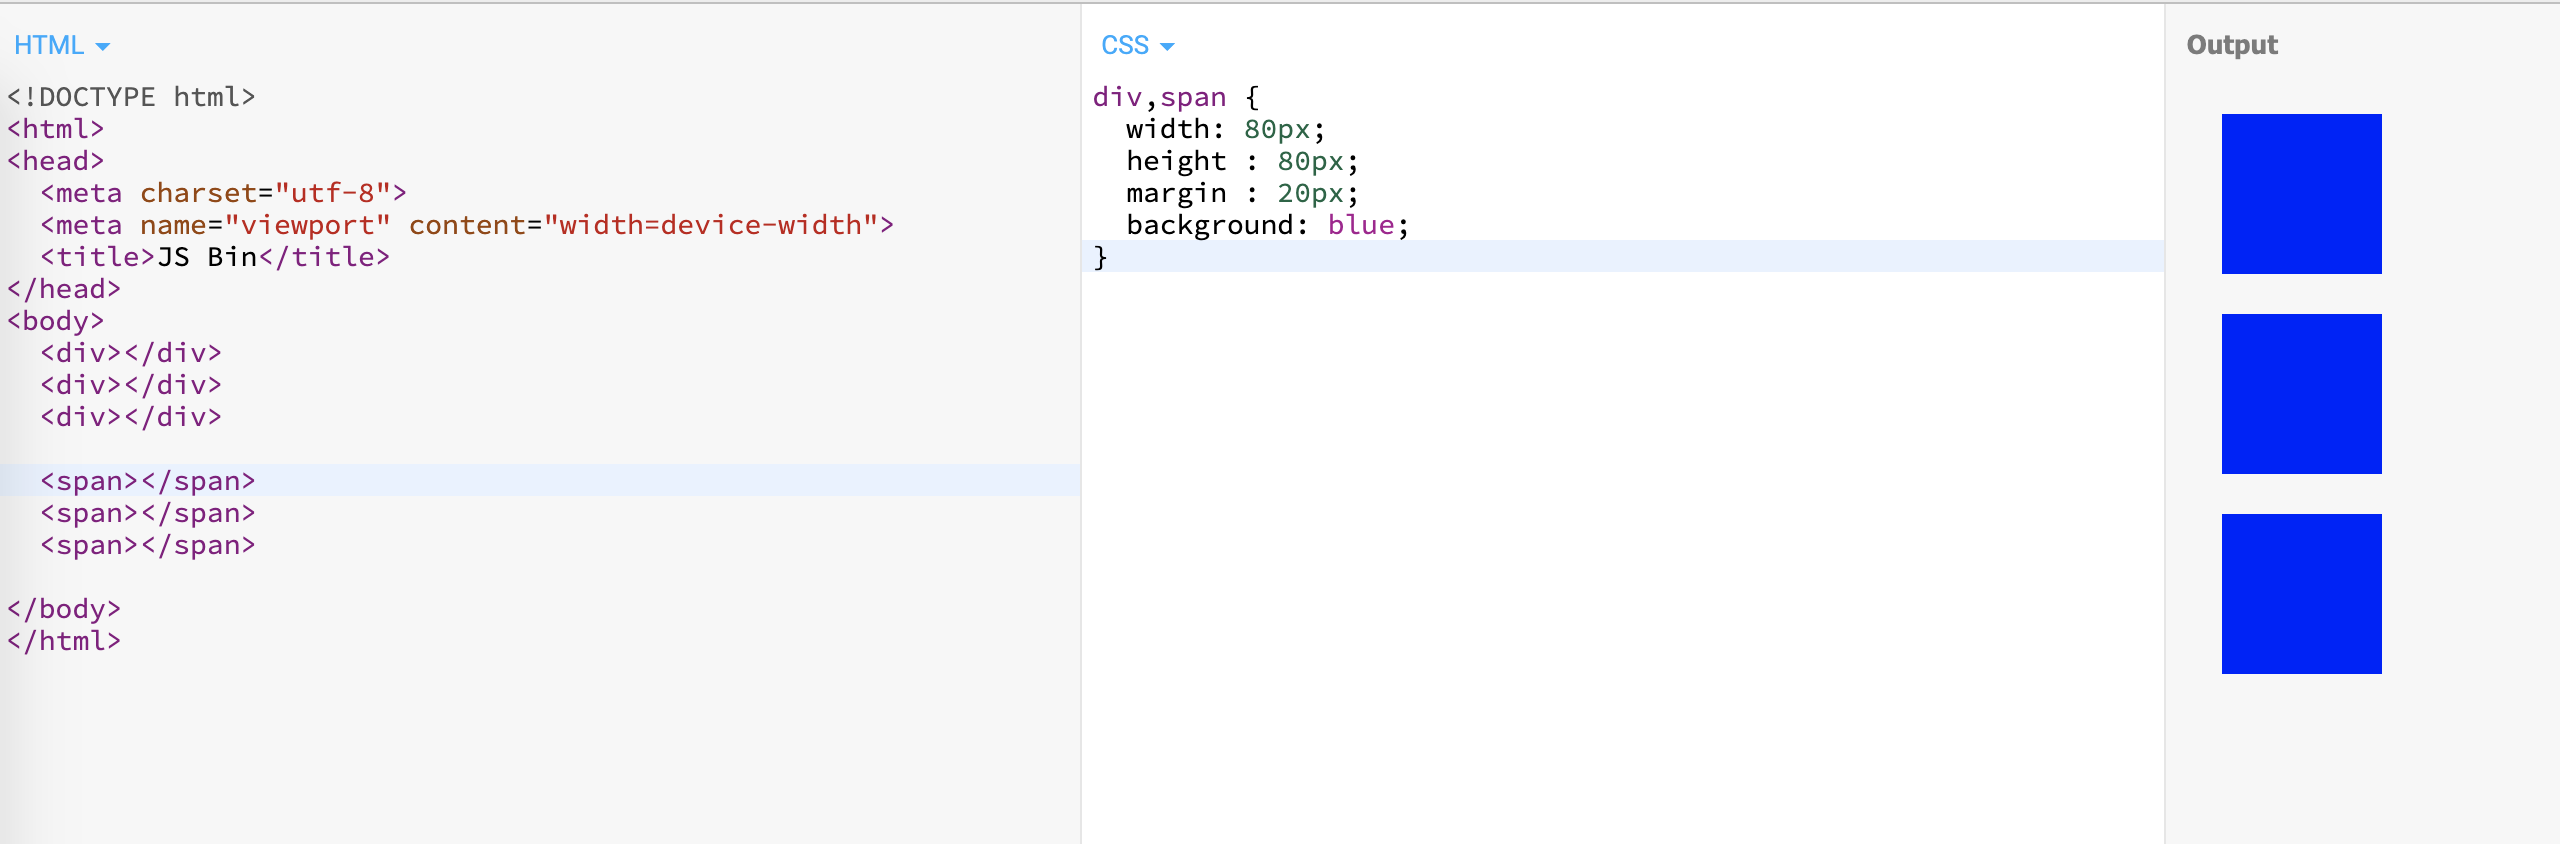 HTML
<!DOCTYPE html>
<html>
<head>
  <meta charset="utf-8">
  <meta name="viewport" content="width=device-width">
  <title>JS Bin</title>
</head>
<body>
  <div></div>
  <div></div>
  <div></div>
  <span></span>
  <span></span>
  <span></span>
</body>
</html>
CSS
div,span {
  width: 80px;
  height : 80px;
  margin : 20px;
  background: blue;
}
Output